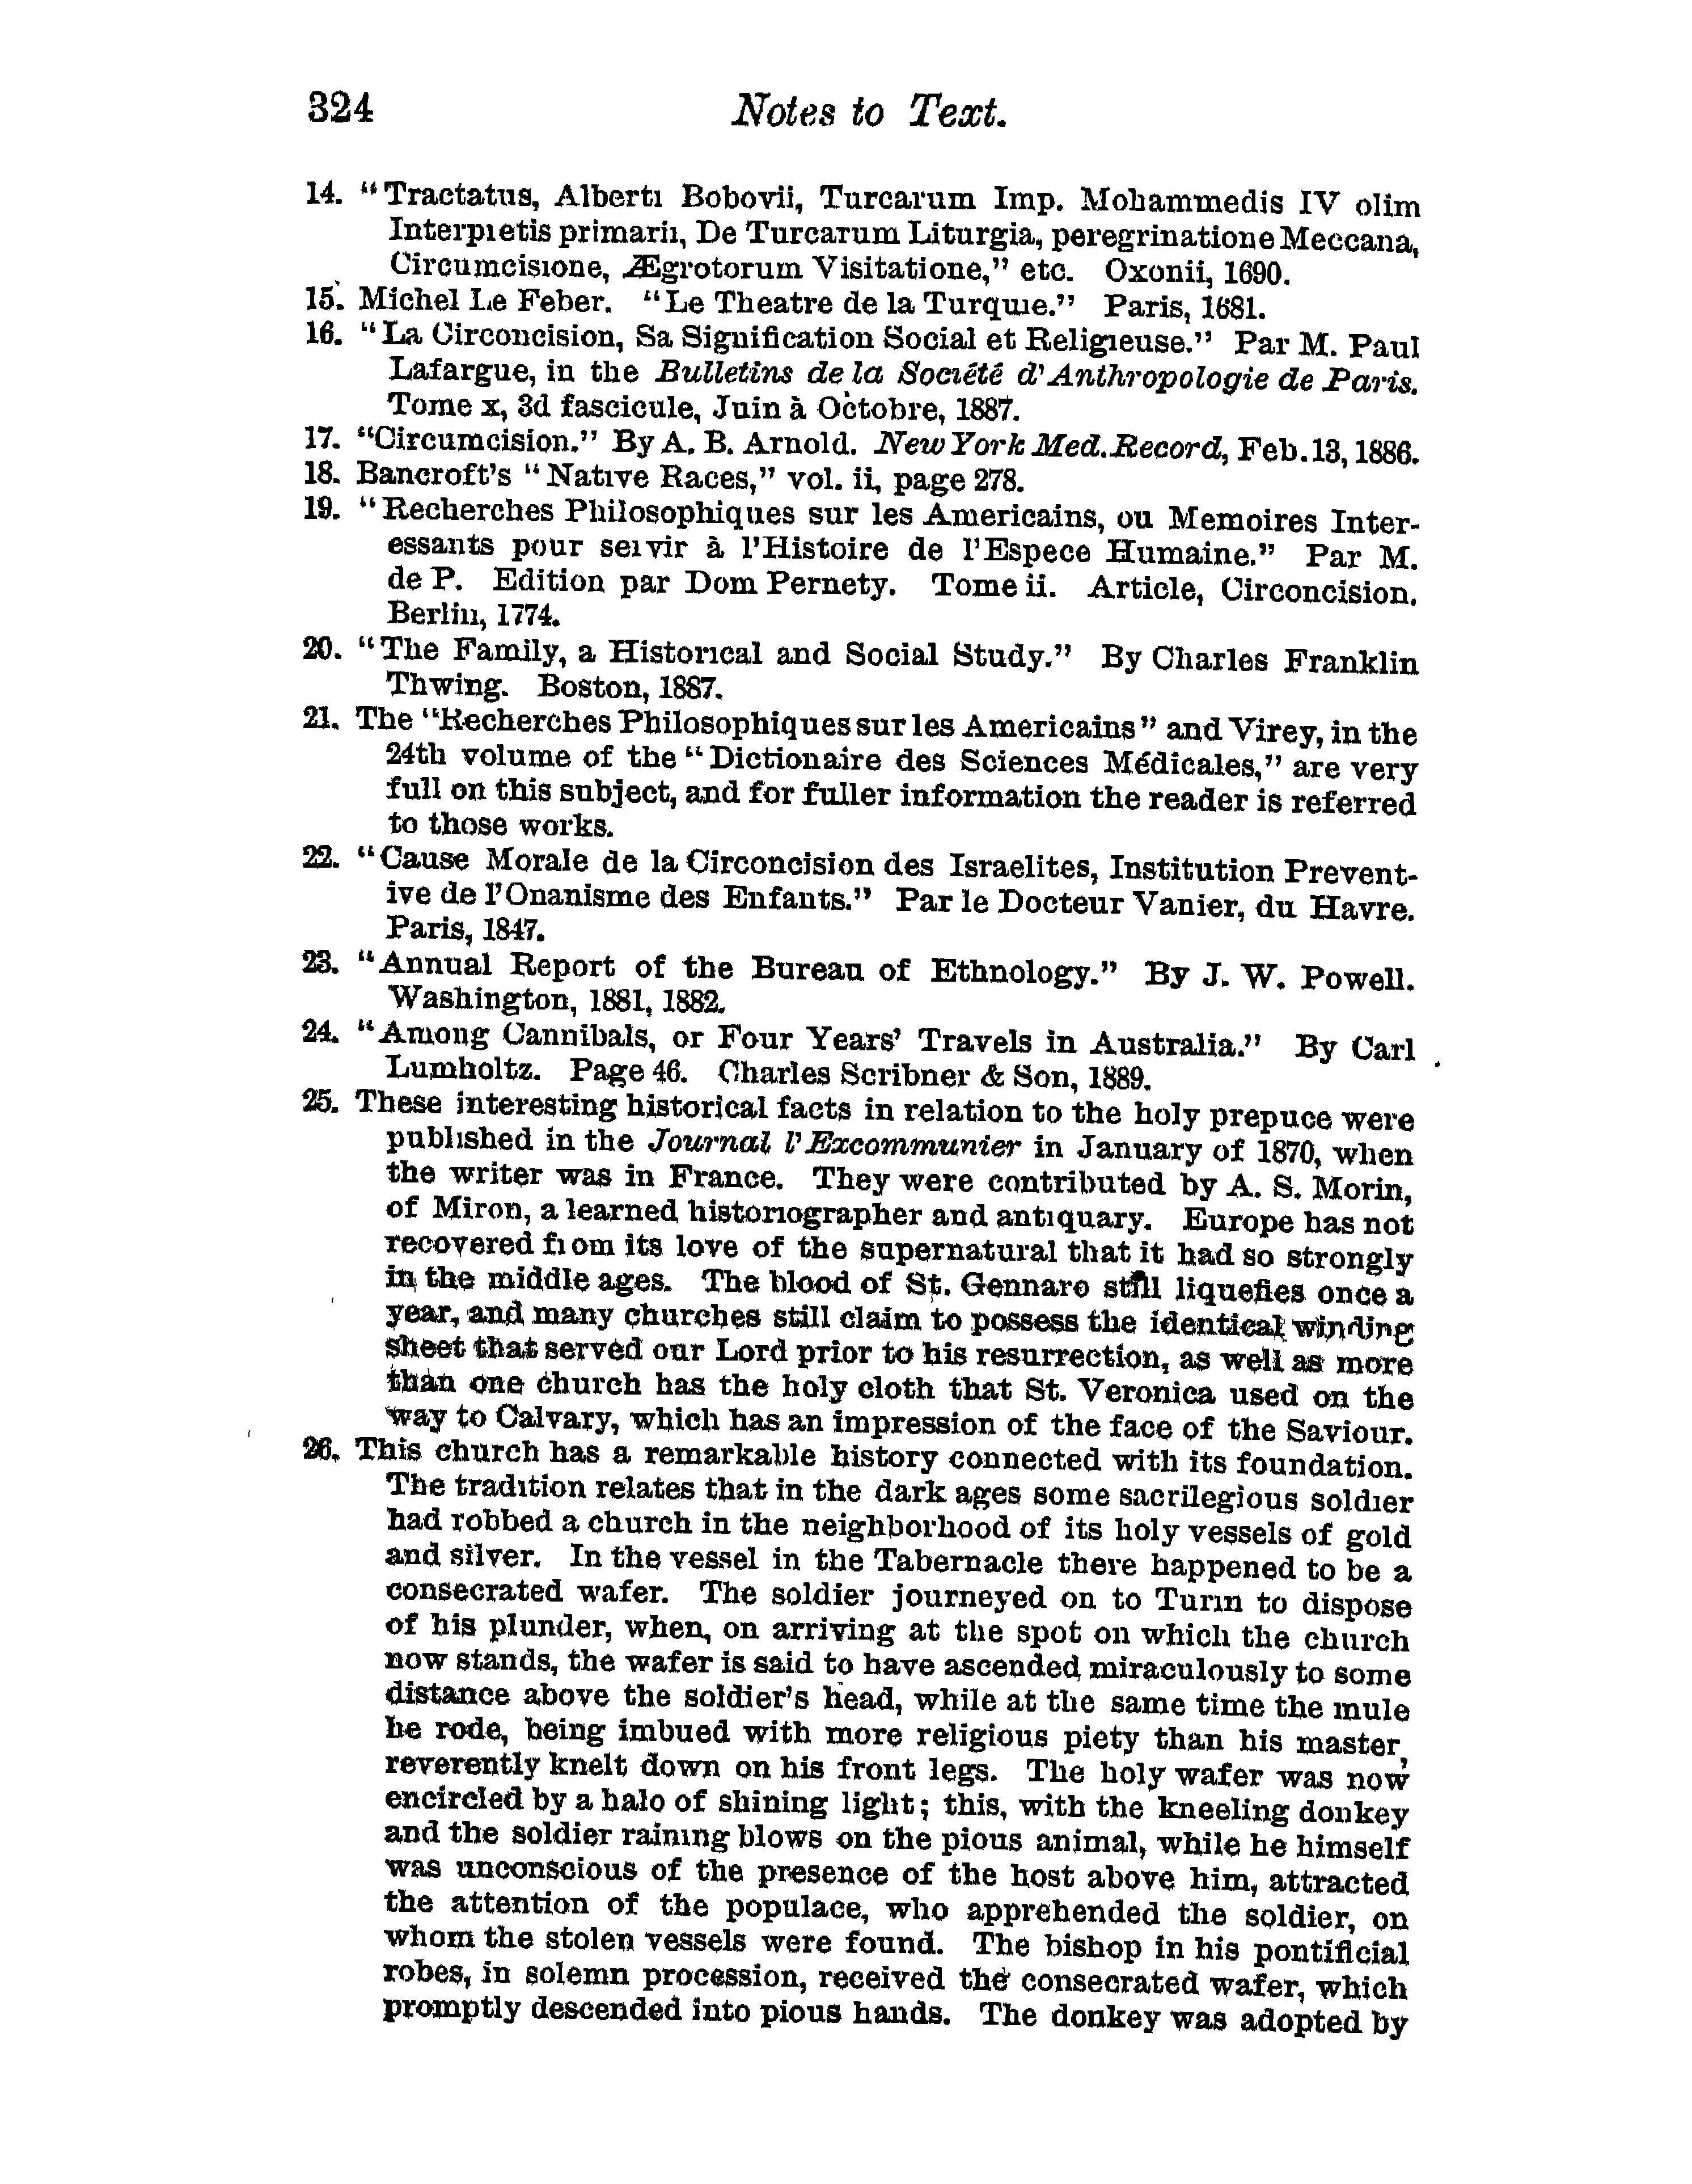 324 Notes to Text.
14. “Tractatus, Alberti Bobovii, Turcarum Imp. Mohammedis IV olim
Interpretis primarii, De Turcarum Liturgia, peregrinatione Meccana,
Circumcisione, Ægrotorum Visitatione,” etc. Oxonii, 1690.
15. Michel Le Feber. “Le Theatre de la Turquie.” Paris, 1681.
16. “La Circoncision, Sa Signification Social et Religieuse.” Par M. Paul
Lafargue, in the Bulletins de la Société d'Anthropologie de Paris.
Tome x, 3d fascicule, Juin à Octobre, 1887.
17. “Circumcision.” By A. B. Arnold. New York Med. Record, Feb. 13, 1886.
18. Bancroft's “Native Races,” vol. ii, page 278.
19. “Recherches Philosophiques sur les Americains, ou Memoires Inter-
essants pour servir à l'Histoire de l'Espece Humaine.” Par M.
de P. Edition par Dom Pernety. Tome ii. Article, Circoncision.
Berlin, 1774.
20. “The Family, a Historical and Social Study.” By Charles Franklin
Thwing. Boston, 1887.
21. The “Recherches Philosophiques sur les Americains” and Virey, in the
24th volume of the “Dictionaire des Sciences Médicales,” are very
full on this subject, and for fuller information the reader is referred
to those works.
22. “Cause Morale de la Circoncision des Israelites, Institution Prevent-
ive de l'Onanisme des Enfants.” Par le Docteur Vanier, du Havre.
Paris, 1847.
23. “Annual Report of the Bureau of Ethnology.” By J. W. Powell.
Washington, 1881, 1882.
24. “Among Cannibals, or Four Years' Travels in Australia.” By Carl
Lumholtz. Page 46. Charles Scribner & Son, 1889.
25. These interesting historical facts in relation to the holy prepuce were
published in the Journal l'Excommunier in January of 1870, when
the writer was in France. They were contributed by A. S. Morin,
of Miron, a learned historiographer and antiquary. Europe has not
recovered from its love of the supernatural that it had so strongly
in the middle ages. The blood of St. Gennaro still liquefies once a
year, and many churches still claim to possess the identical winding
sheet that served our Lord prior to his resurrection, as well as more
than one church has the holy cloth that St. Veronica used on the
way to Calvary, which has an impression of the face of the Saviour.
26. This church has a remarkable history connected with its foundation.
The tradition relates that in the dark ages some sacrilegious soldier
had robbed a church in the neighborhood of its holy vessels of gold
and silver. In the vessel in the Tabernacle there happened to be a
consecrated wafer. The soldier journeyed on to Turin to dispose
of his plunder, when, on arriving at the spot on which the church
now stands, the wafer is said to have ascended miraculously to some
distance above the soldier's head, while at the same time the mule
he rode, being imbued with more religious piety than his master,
reverently knelt down on his front legs. The holy wafer was now
encircled by a halo of shining light; this, with the kneeling donkey
and the soldier raining blows on the pious animal, while he himself
was unconscious of the presence of the host above him, attracted
the attention of the populace, who apprehended the soldier, on
whom the stolen vessels were found. The bishop in his pontificial
robes, in solemn procession, received the consecrated wafer, which
promptly descended into pious hands. The donkey was adopted by